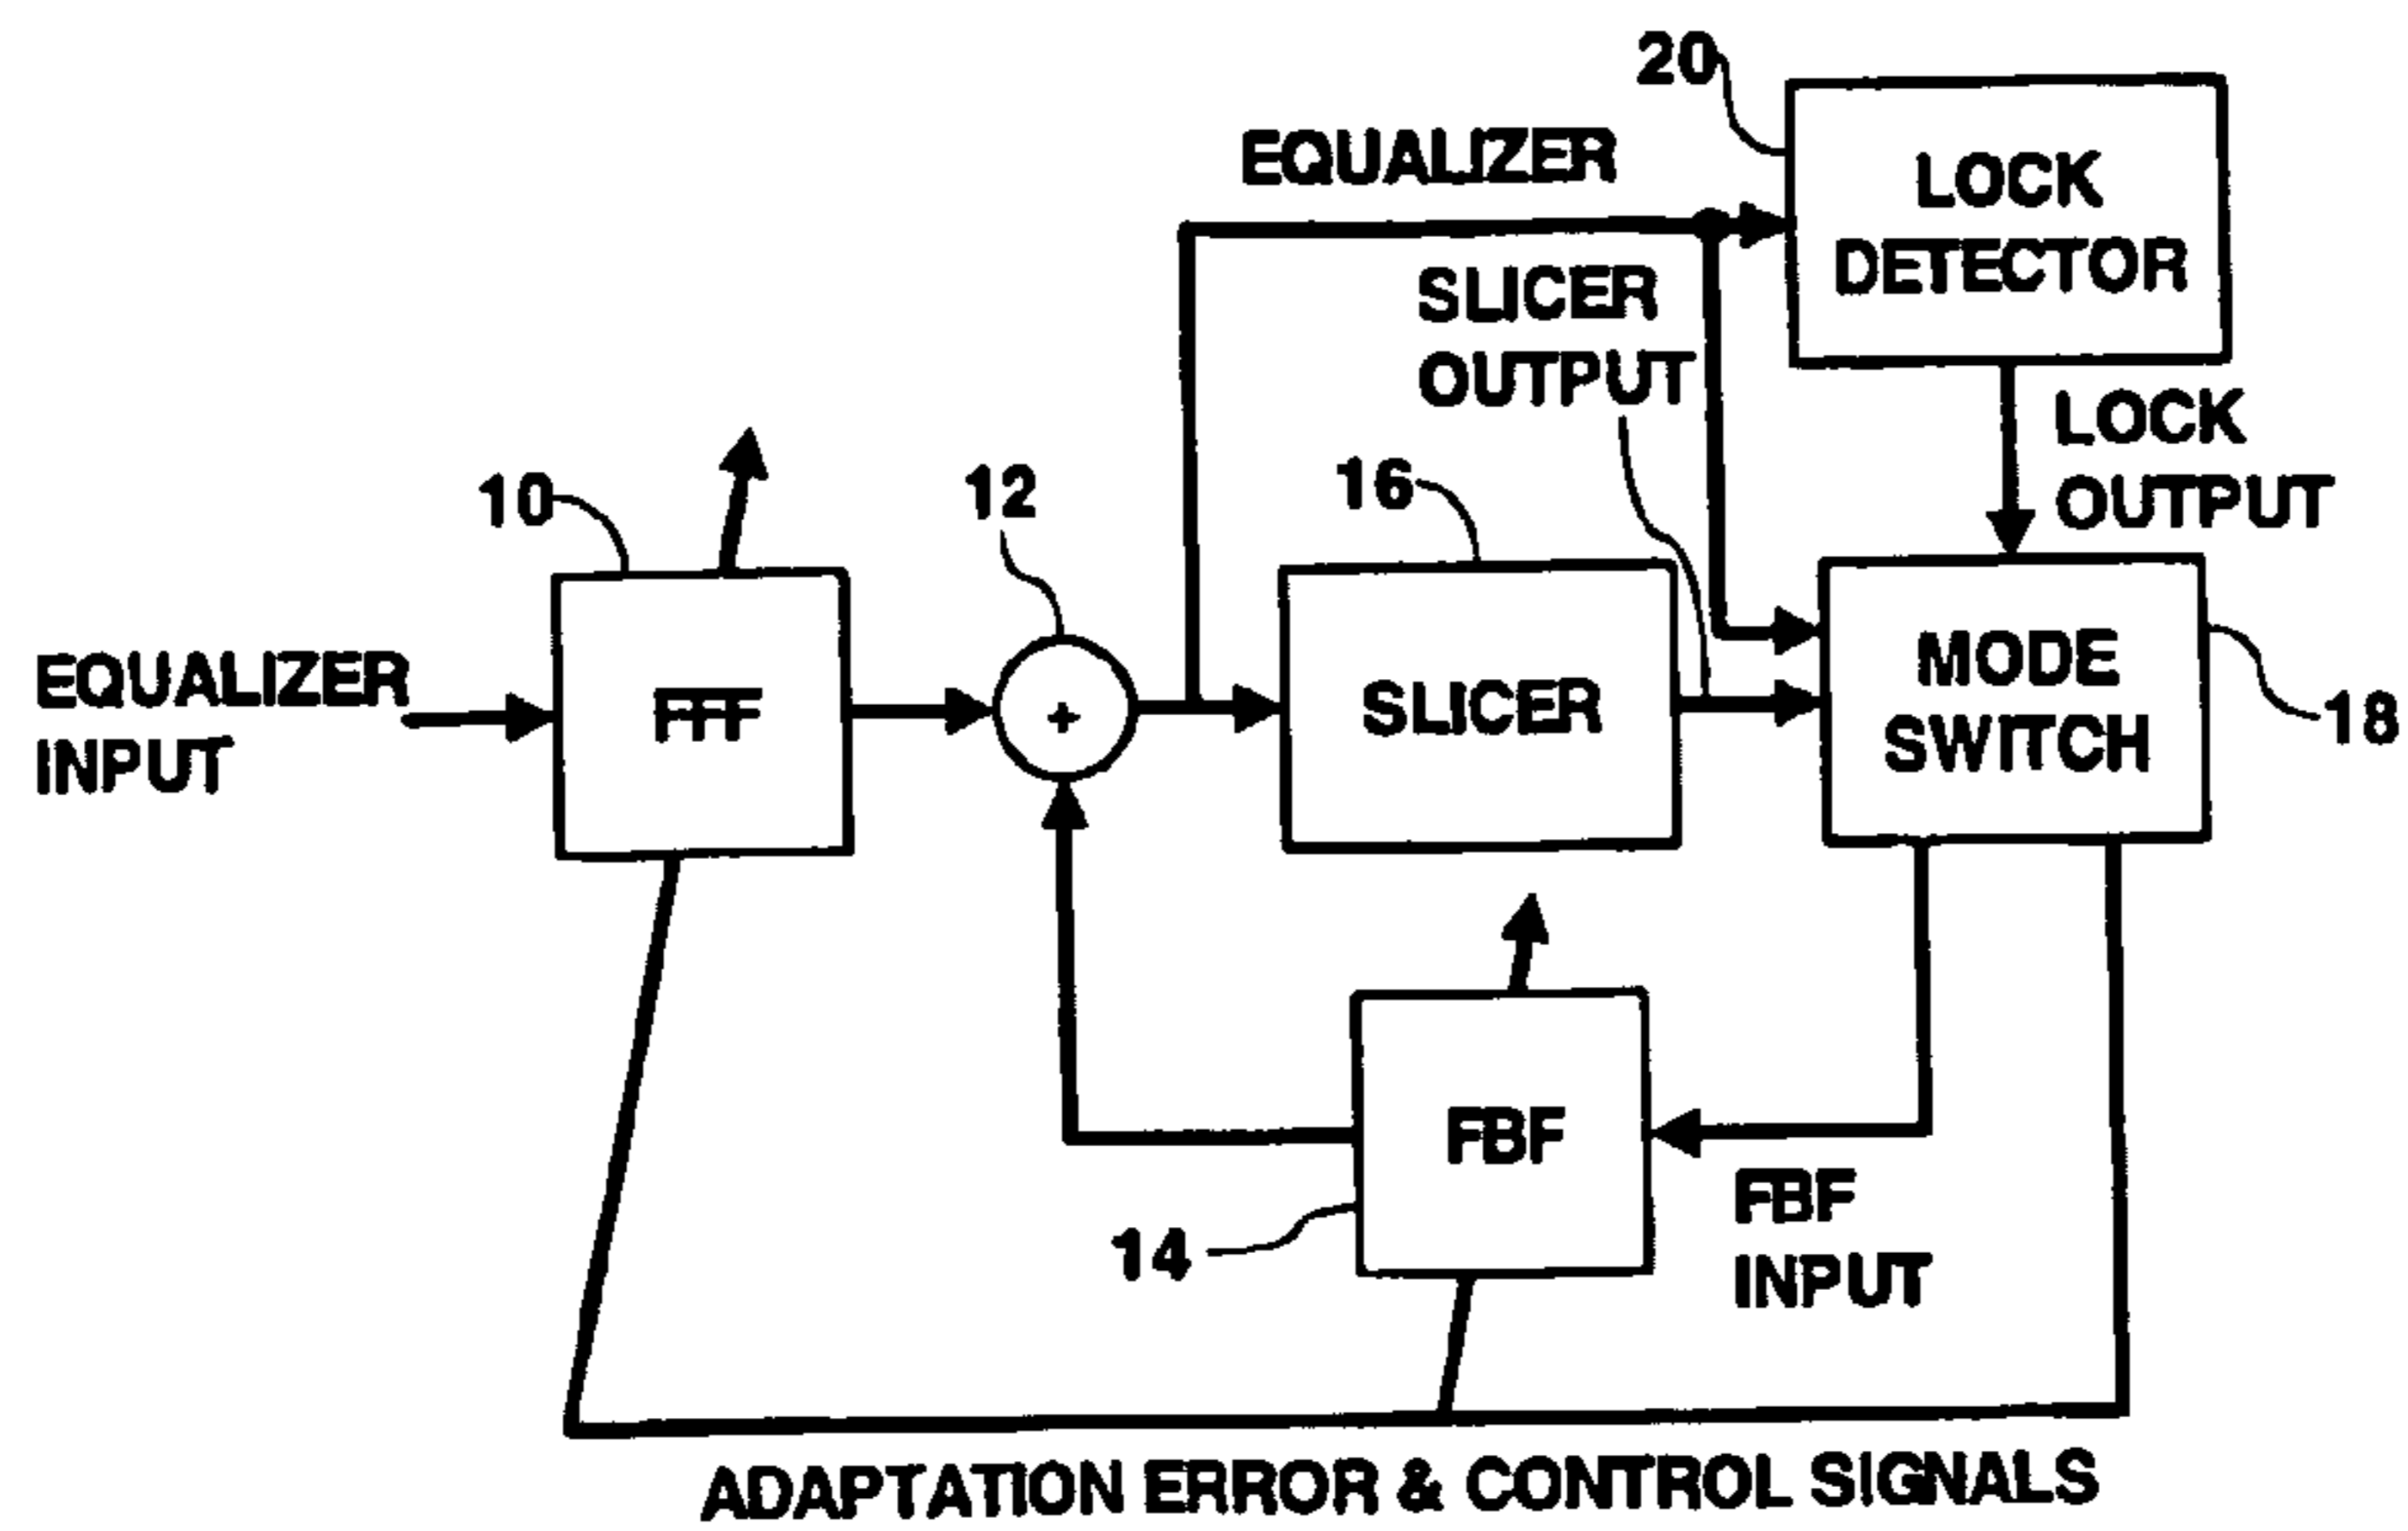 20
EQUALIZER
LOCK
DETECTOR
SLICER
OUTPUT
LOCK
OUTPUT
10
12
16
EQUALIZER
INPUT
FFF
+
SLICER
MODE
SWITCH
18
FBF
14
FBF
INPUT
ADAPTATION ERROR & CONTROL SIGNALS